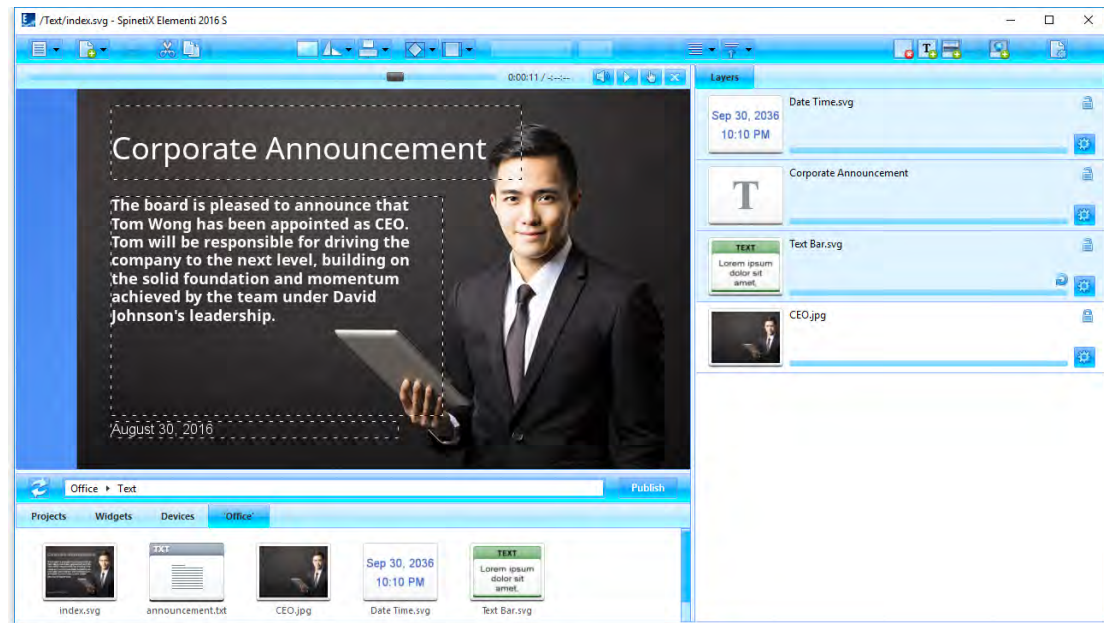 /Text/index.svg - SpinetiX Elementi 2016 S
0:00:11 / -:--:--
Layers
Corporate Announcement
The board is pleased to announce that
Tom Wong has been appointed as CEO.
Tom will be responsible for driving the
company to the next level, building on
the solid foundation and momentum
achieved by the team under David
Johnson's leadership.
August 30, 2016
Sep 30, 2036
10:10 PM
Date Time.svg
T
Corporate Announcement
TEXT
Lorem ipsum
dolor sit
amet,
Text Bar.svg
CEO.jpg
Office ▸ Text
Publish
Projects
Widgets
Devices
'Office'
index.svg
TXT
announcement.txt
CEO.jpg
Sep 30, 2036
10:10 PM
Date Time.svg
TEXT
Lorem ipsum
dolor sit
amet,
Text Bar.svg